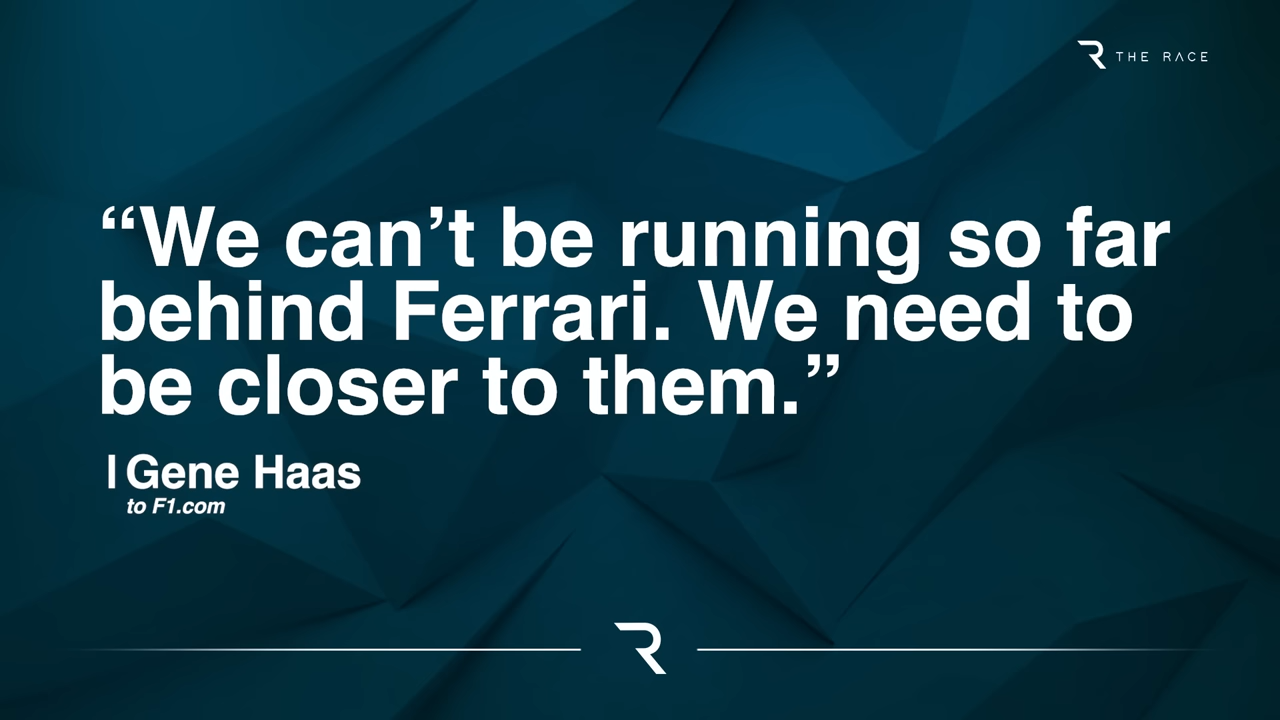 THE RACE
“We can’t be running so far
behind Ferrari. We need to
be closer to them.”
Gene Haas
to F1.com